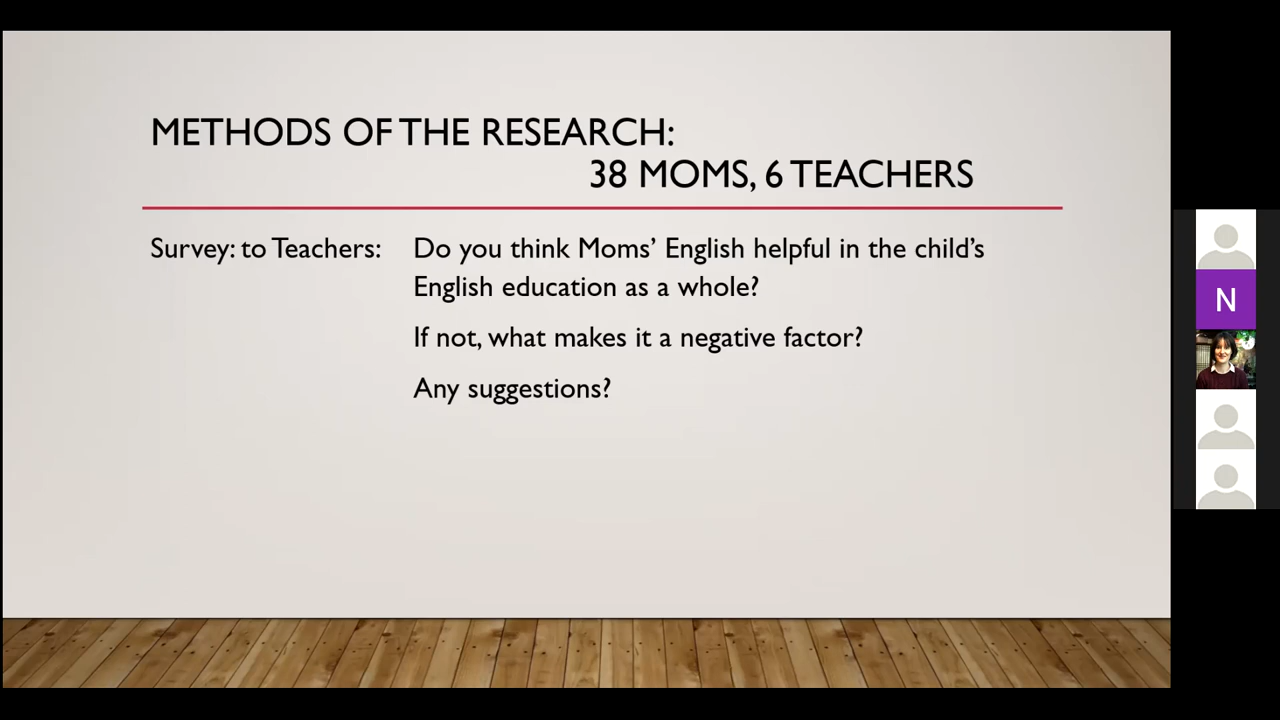 METHODS OF THE RESEARCH:
38 MOMS, 6 TEACHERS
Survey: to Teachers: Do you think Moms’ English helpful in the child’s
English education as a whole?
If not, what makes it a negative factor?
Any suggestions?
N